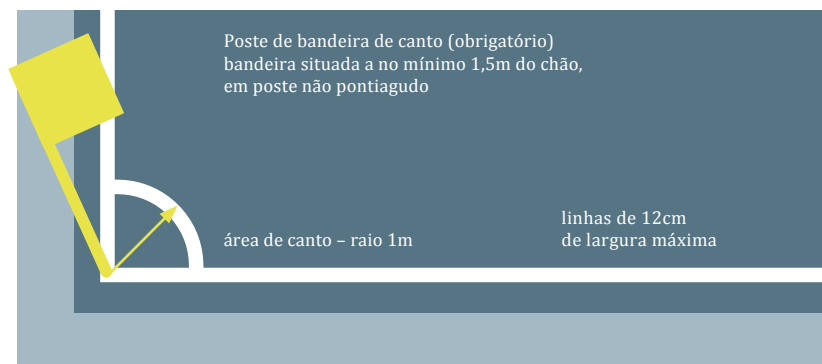 Poste de bandeira de canto (obrigatório)
bandeira situada a no mínimo 1,5m do chão,
em poste não pontiagudo
linhas de 12cm
de largura máxima
área de canto – raio 1m